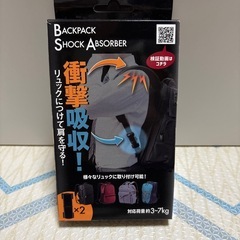 BACKPACK
SHOCK ABSORBER
検証動画は
コチラ
衝撃吸収!
リュックにつけて肩を守る!
様々なリュックに取り付け可能!
×2
対応荷重 約3~7kg